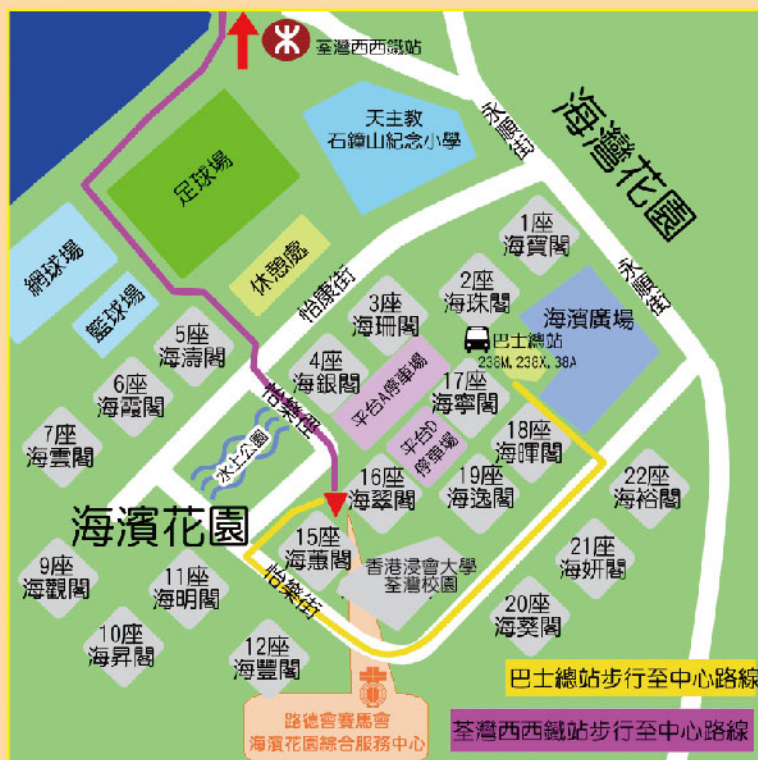 荃灣西西鐵站
天主教
石鐘山紀念小學
永順街
海灣花園
足球場
網球場
籃球場
休憩處
怡康街
1座
海寶閣
2座
海珠閣
3座
海珊閣
4座
海銀閣
5座
海濤閣
6座
海霞閣
7座
海雲閣
永順街
海濱廣場
巴士總站
238M, 238X, 38A
平台A停車場
平台D
停車場
17座
海寧閣
18座
海暉閣
怡樂街
水上公園
16座
海翠閣
19座
海逸閣
22座
海裕閣
海濱花園
15座
海蕙閣
香港浸會大學
荃灣校園
21座
海妍閣
9座
海觀閣
11座
海明閣
怡樂街
20座
海葵閣
10座
海昇閣
12座
海豐閣
巴士總站步行至中心路線
路德會賽馬會
海濱花園綜合服務中心
荃灣西西鐵站步行至中心路線